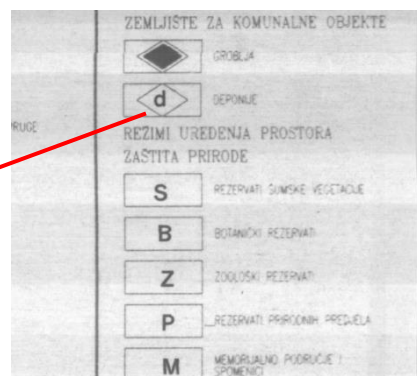 ZEMLJIŠTE ZA KOMUNALNE OBJEKTE
GROBLJA
d DEPONIJE
REŽIMI UREĐENJA PROSTORA
ZAŠTITA PRIRODE
S REZERVATI ŠUMSKE VEGETACIJE
B BOTANIČKI REZERVATI
Z ZOOLOŠKI REZERVATI
P REZERVATI PRIRODNIH PREDJELA
M MEMORIJALNO PODRUČJE I
SPOMENICI